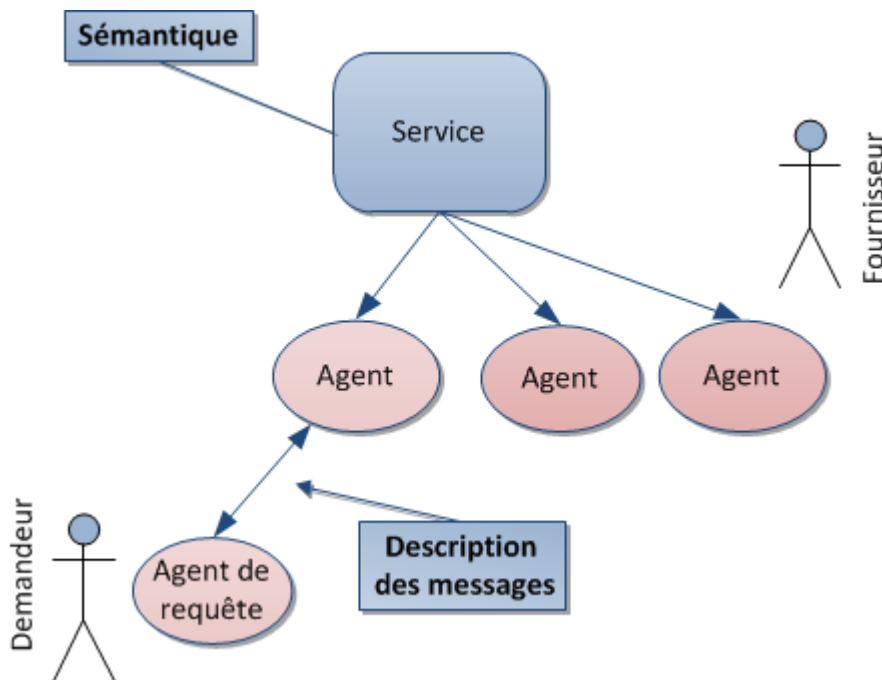 Sémantique
Service
Fournisseur
Agent
Agent
Agent
Demandeur
Description
des messages
Agent de
requête